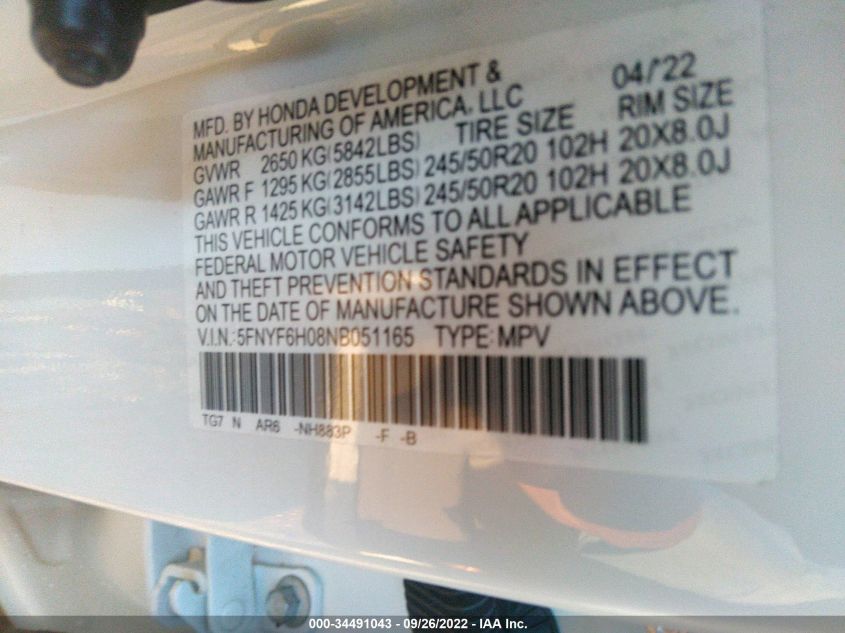 MFD. BY HONDA DEVELOPMENT & 04/'22
MANUFACTURING OF AMERICA, LLC
GVWR 2650 KG(5842LBS) TIRE SIZE RIM SIZE
GAWR F 1295 KG(2855LBS) 245/50R20 102H 20X8.0J
GAWR R 1425 KG(3142LBS) 245/50R20 102H 20X8.0J
THIS VEHICLE CONFORMS TO ALL APPLICABLE
FEDERAL MOTOR VEHICLE SAFETY
AND THEFT PREVENTION STANDARDS IN EFFECT
ON THE DATE OF MANUFACTURE SHOWN ABOVE.
V.I.N.:5FNYF6H08NB051165 TYPE:MPV
TG7 N AR6 -NH883P -F -B
000-34491043 - 09/26/2022 - IAA Inc.